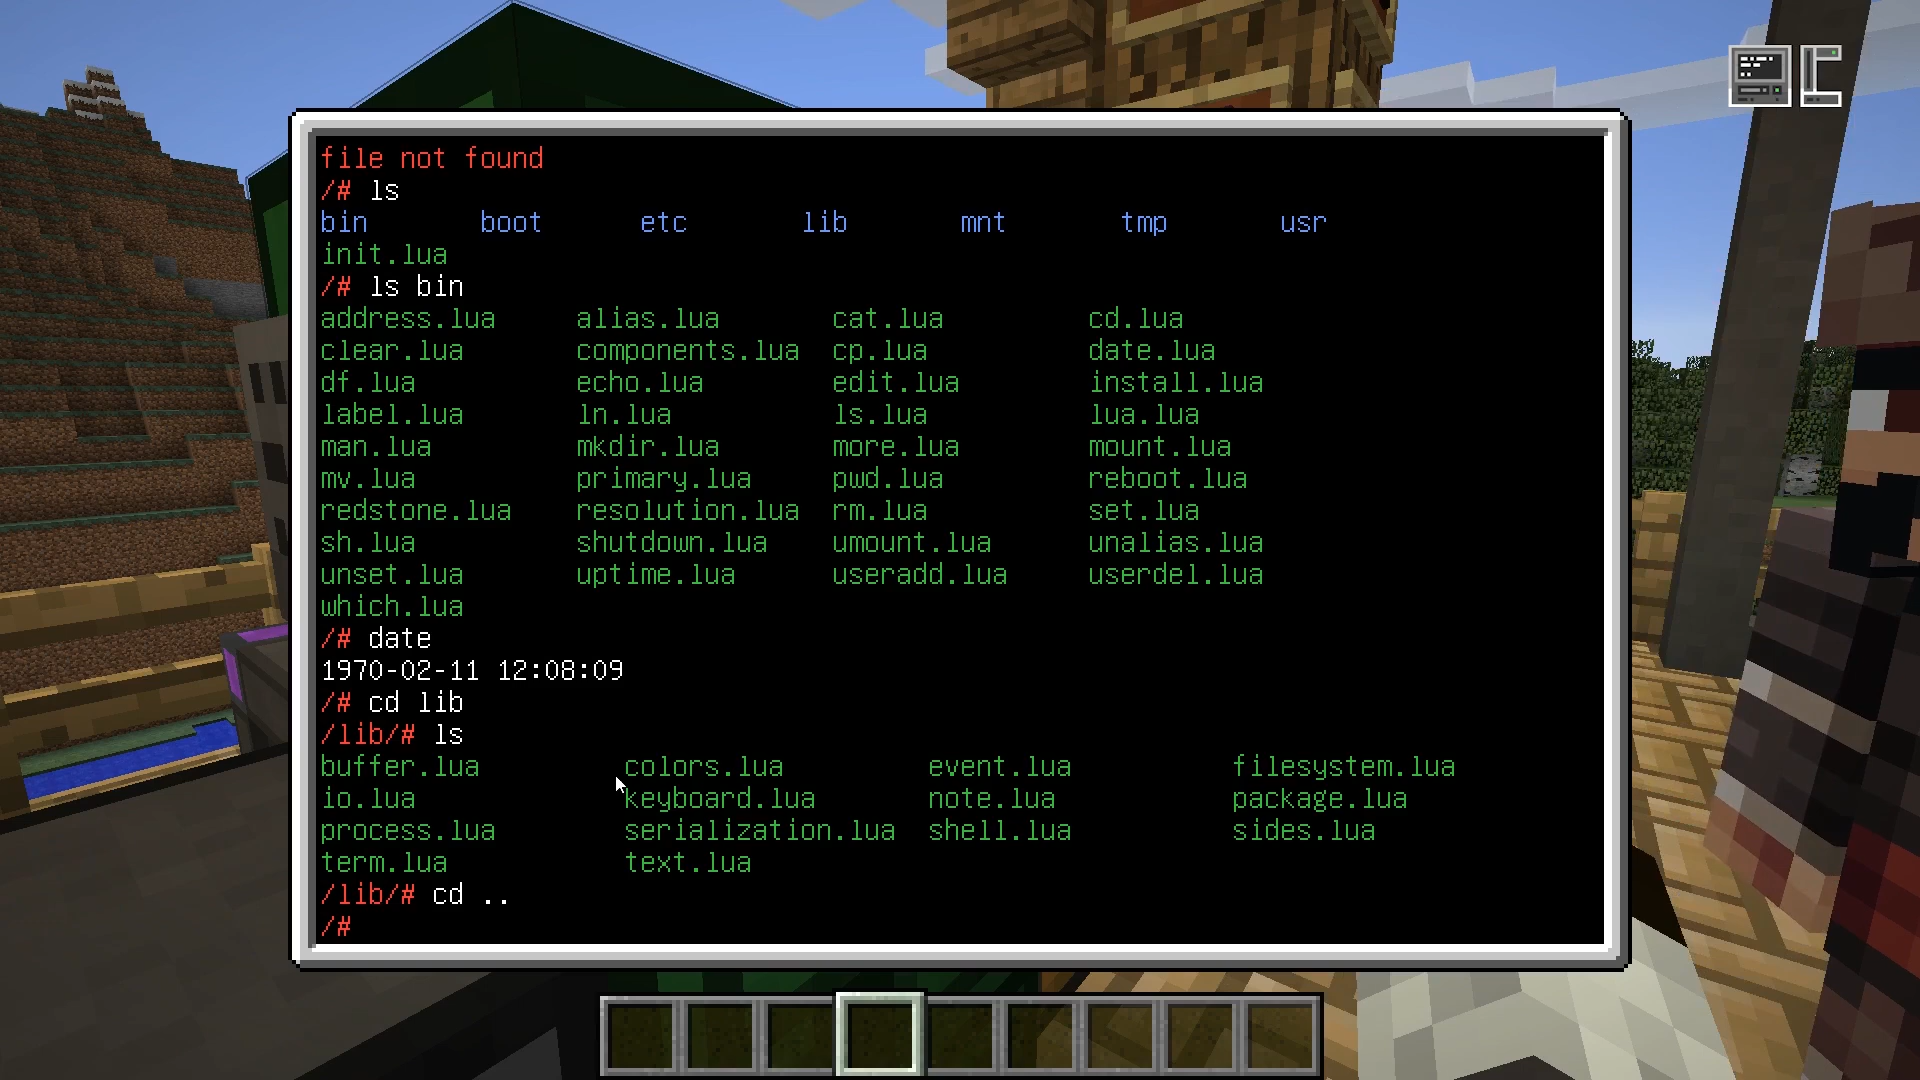 file not found
/# ls
bin boot etc lib mnt tmp usr
init.lua
/# ls bin
address.lua alias.lua cat.lua cd.lua
clear.lua components.lua cp.lua date.lua
df.lua echo.lua edit.lua install.lua
label.lua ln.lua ls.lua lua.lua
man.lua mkdir.lua more.lua mount.lua
mv.lua primary.lua pwd.lua reboot.lua
redstone.lua resolution.lua rm.lua set.lua
sh.lua shutdown.lua umount.lua unalias.lua
unset.lua uptime.lua useradd.lua userdel.lua
which.lua
/# date
1970-02-11 12:08:09
/# cd lib
/lib/# ls
buffer.lua colors.lua event.lua filesystem.lua
io.lua keyboard.lua note.lua package.lua
process.lua serialization.lua shell.lua sides.lua
term.lua text.lua
/lib/# cd ..
/#